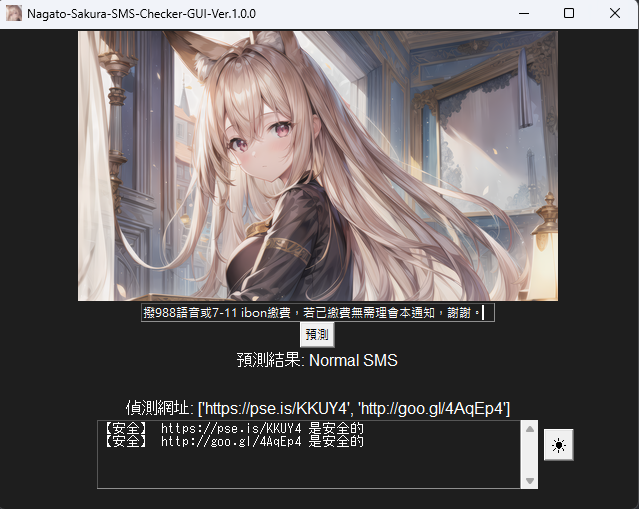 Nagato-Sakura-SMS-Checker-GUI-Ver.1.0.0
撥988語音或7-11 ibon繳費，若已繳費無需理會本通知，謝謝。
預測
預測結果: Normal SMS
偵測網址: ['https://pse.is/KKUY4', 'http://goo.gl/4AqEp4']
【安全】 https://pse.is/KKUY4 是安全的
【安全】 http://goo.gl/4AqEp4 是安全的